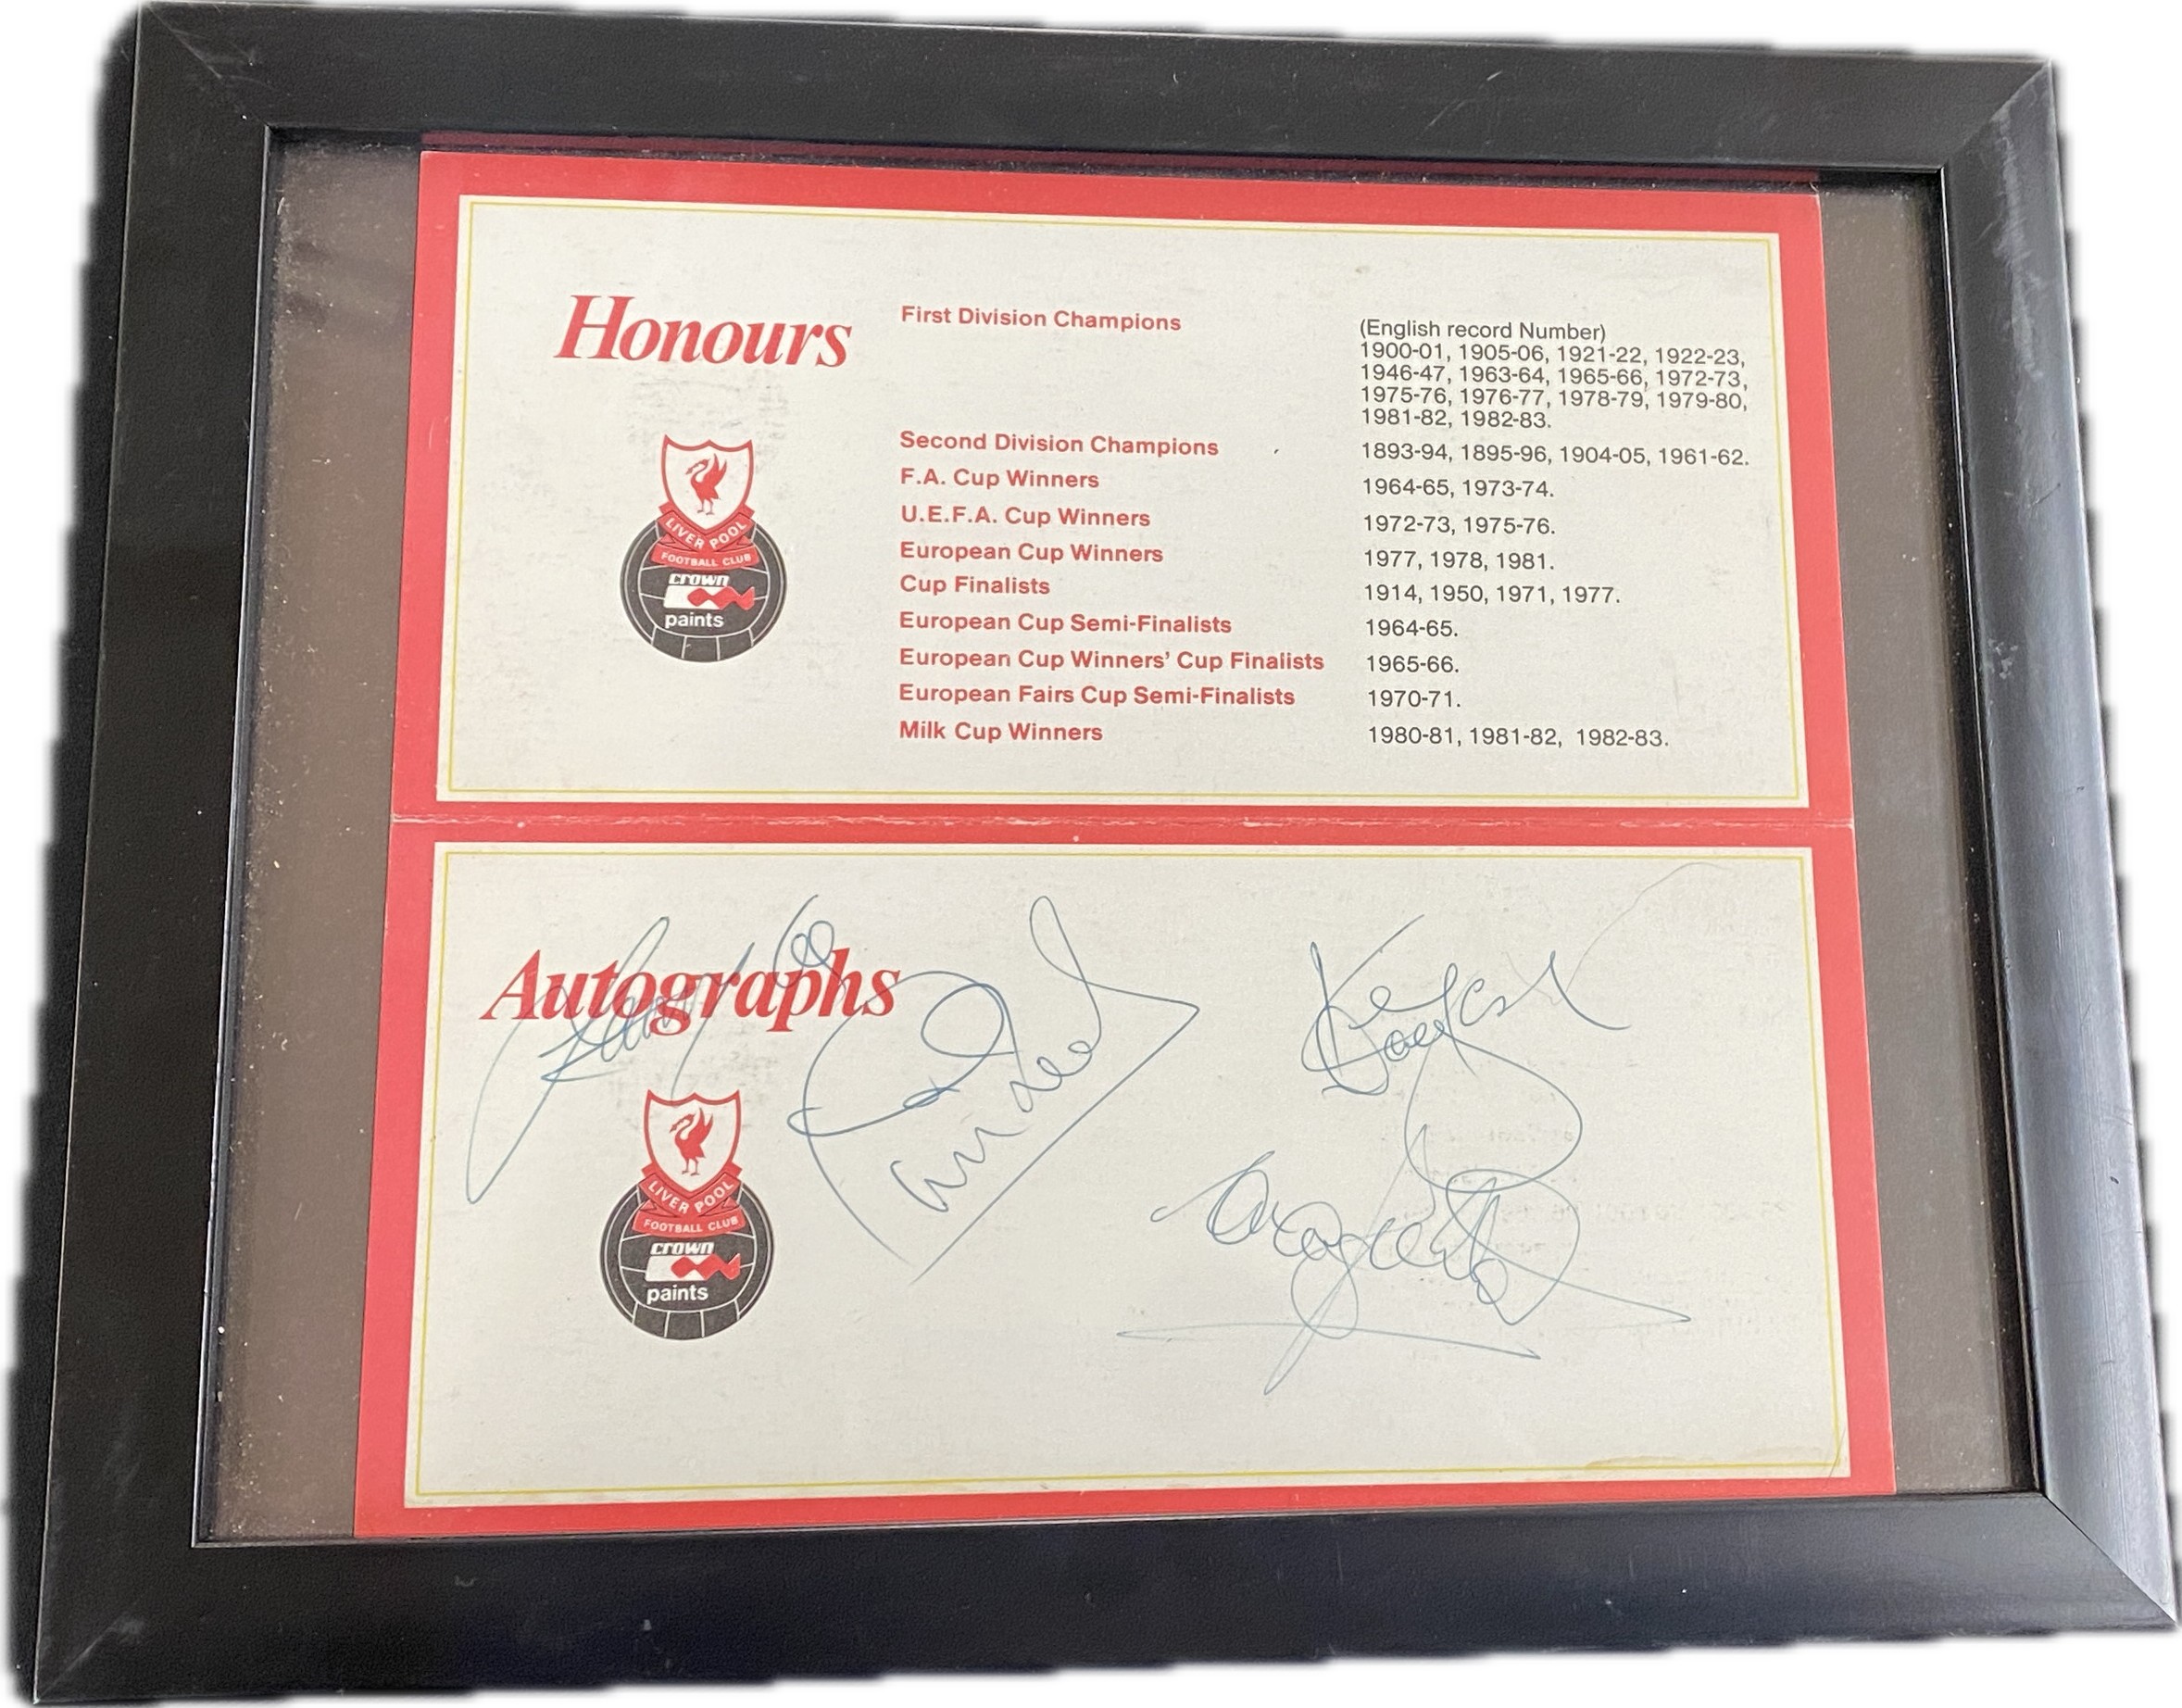 Honours
First Division Champions
(English record Number)
1900-01, 1905-06, 1921-22, 1922-23,
1946-47, 1963-64, 1965-66, 1972-73,
1975-76, 1976-77, 1978-79, 1979-80,
1981-82, 1982-83.
Second Division Champions 1893-94, 1895-96, 1904-05, 1961-62.
F.A. Cup Winners 1964-65, 1973-74.
U.E.F.A. Cup Winners 1972-73, 1975-76.
European Cup Winners 1977, 1978, 1981.
Cup Finalists 1914, 1950, 1971, 1977.
European Cup Semi-Finalists 1964-65.
European Cup Winners' Cup Finalists 1965-66.
European Fairs Cup Semi-Finalists 1970-71.
Milk Cup Winners 1980-81, 1981-82, 1982-83.
LIVERPOOL
FOOTBALL CLUB
crown
paints
Autographs
LIVERPOOL
FOOTBALL CLUB
crown
paints